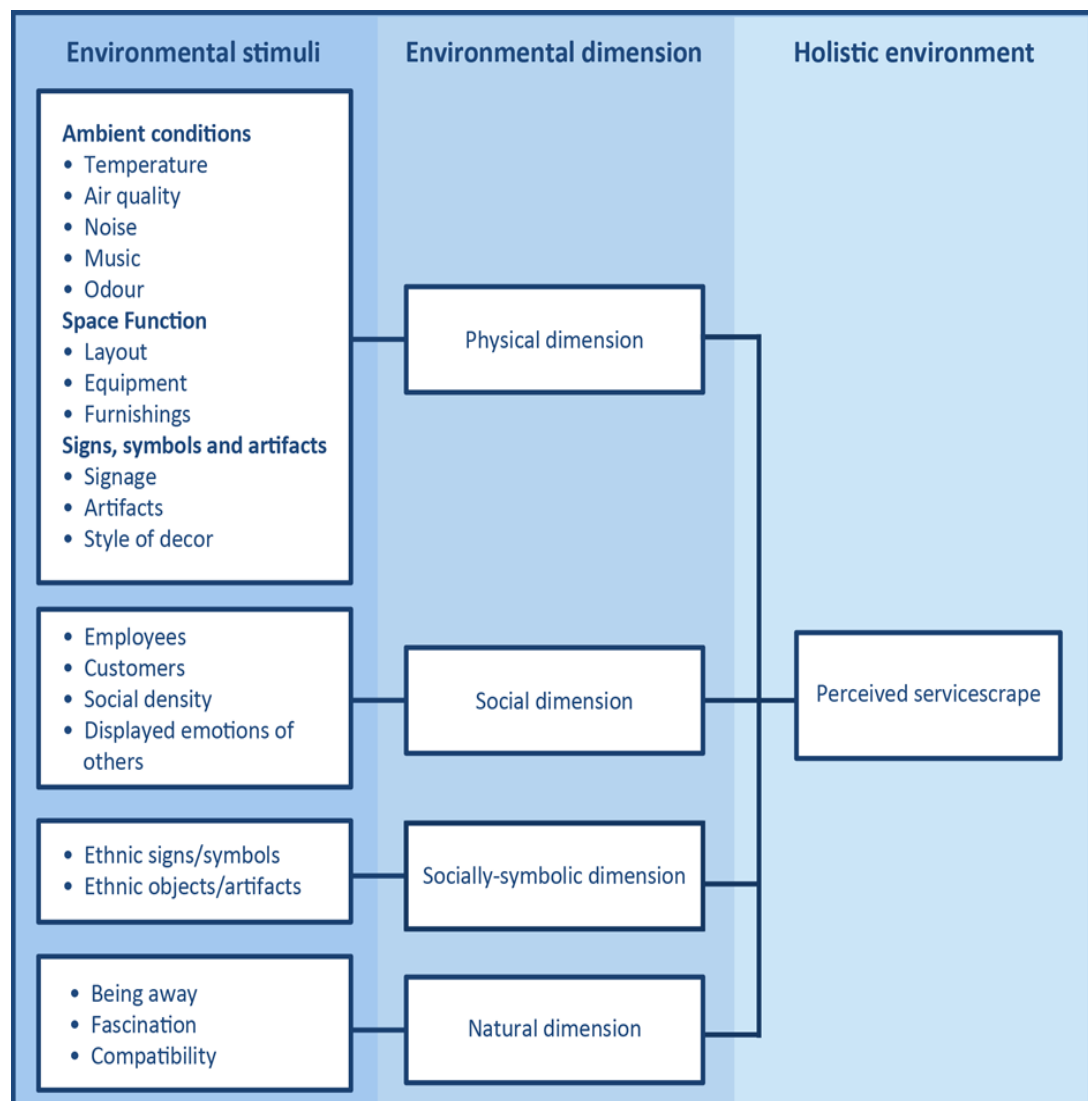 Environmental stimuli
Environmental dimension
Holistic environment
Ambient conditions
• Temperature
• Air quality
• Noise
• Music
• Odour
Space Function
• Layout
• Equipment
• Furnishings
Signs, symbols and artifacts
• Signage
• Artifacts
• Style of decor
Physical dimension
• Employees
• Customers
• Social density
• Displayed emotions of
others
Social dimension
Perceived servicescrape
• Ethnic signs/symbols
• Ethnic objects/artifacts
Socially-symbolic dimension
• Being away
• Fascination
• Compatibility
Natural dimension